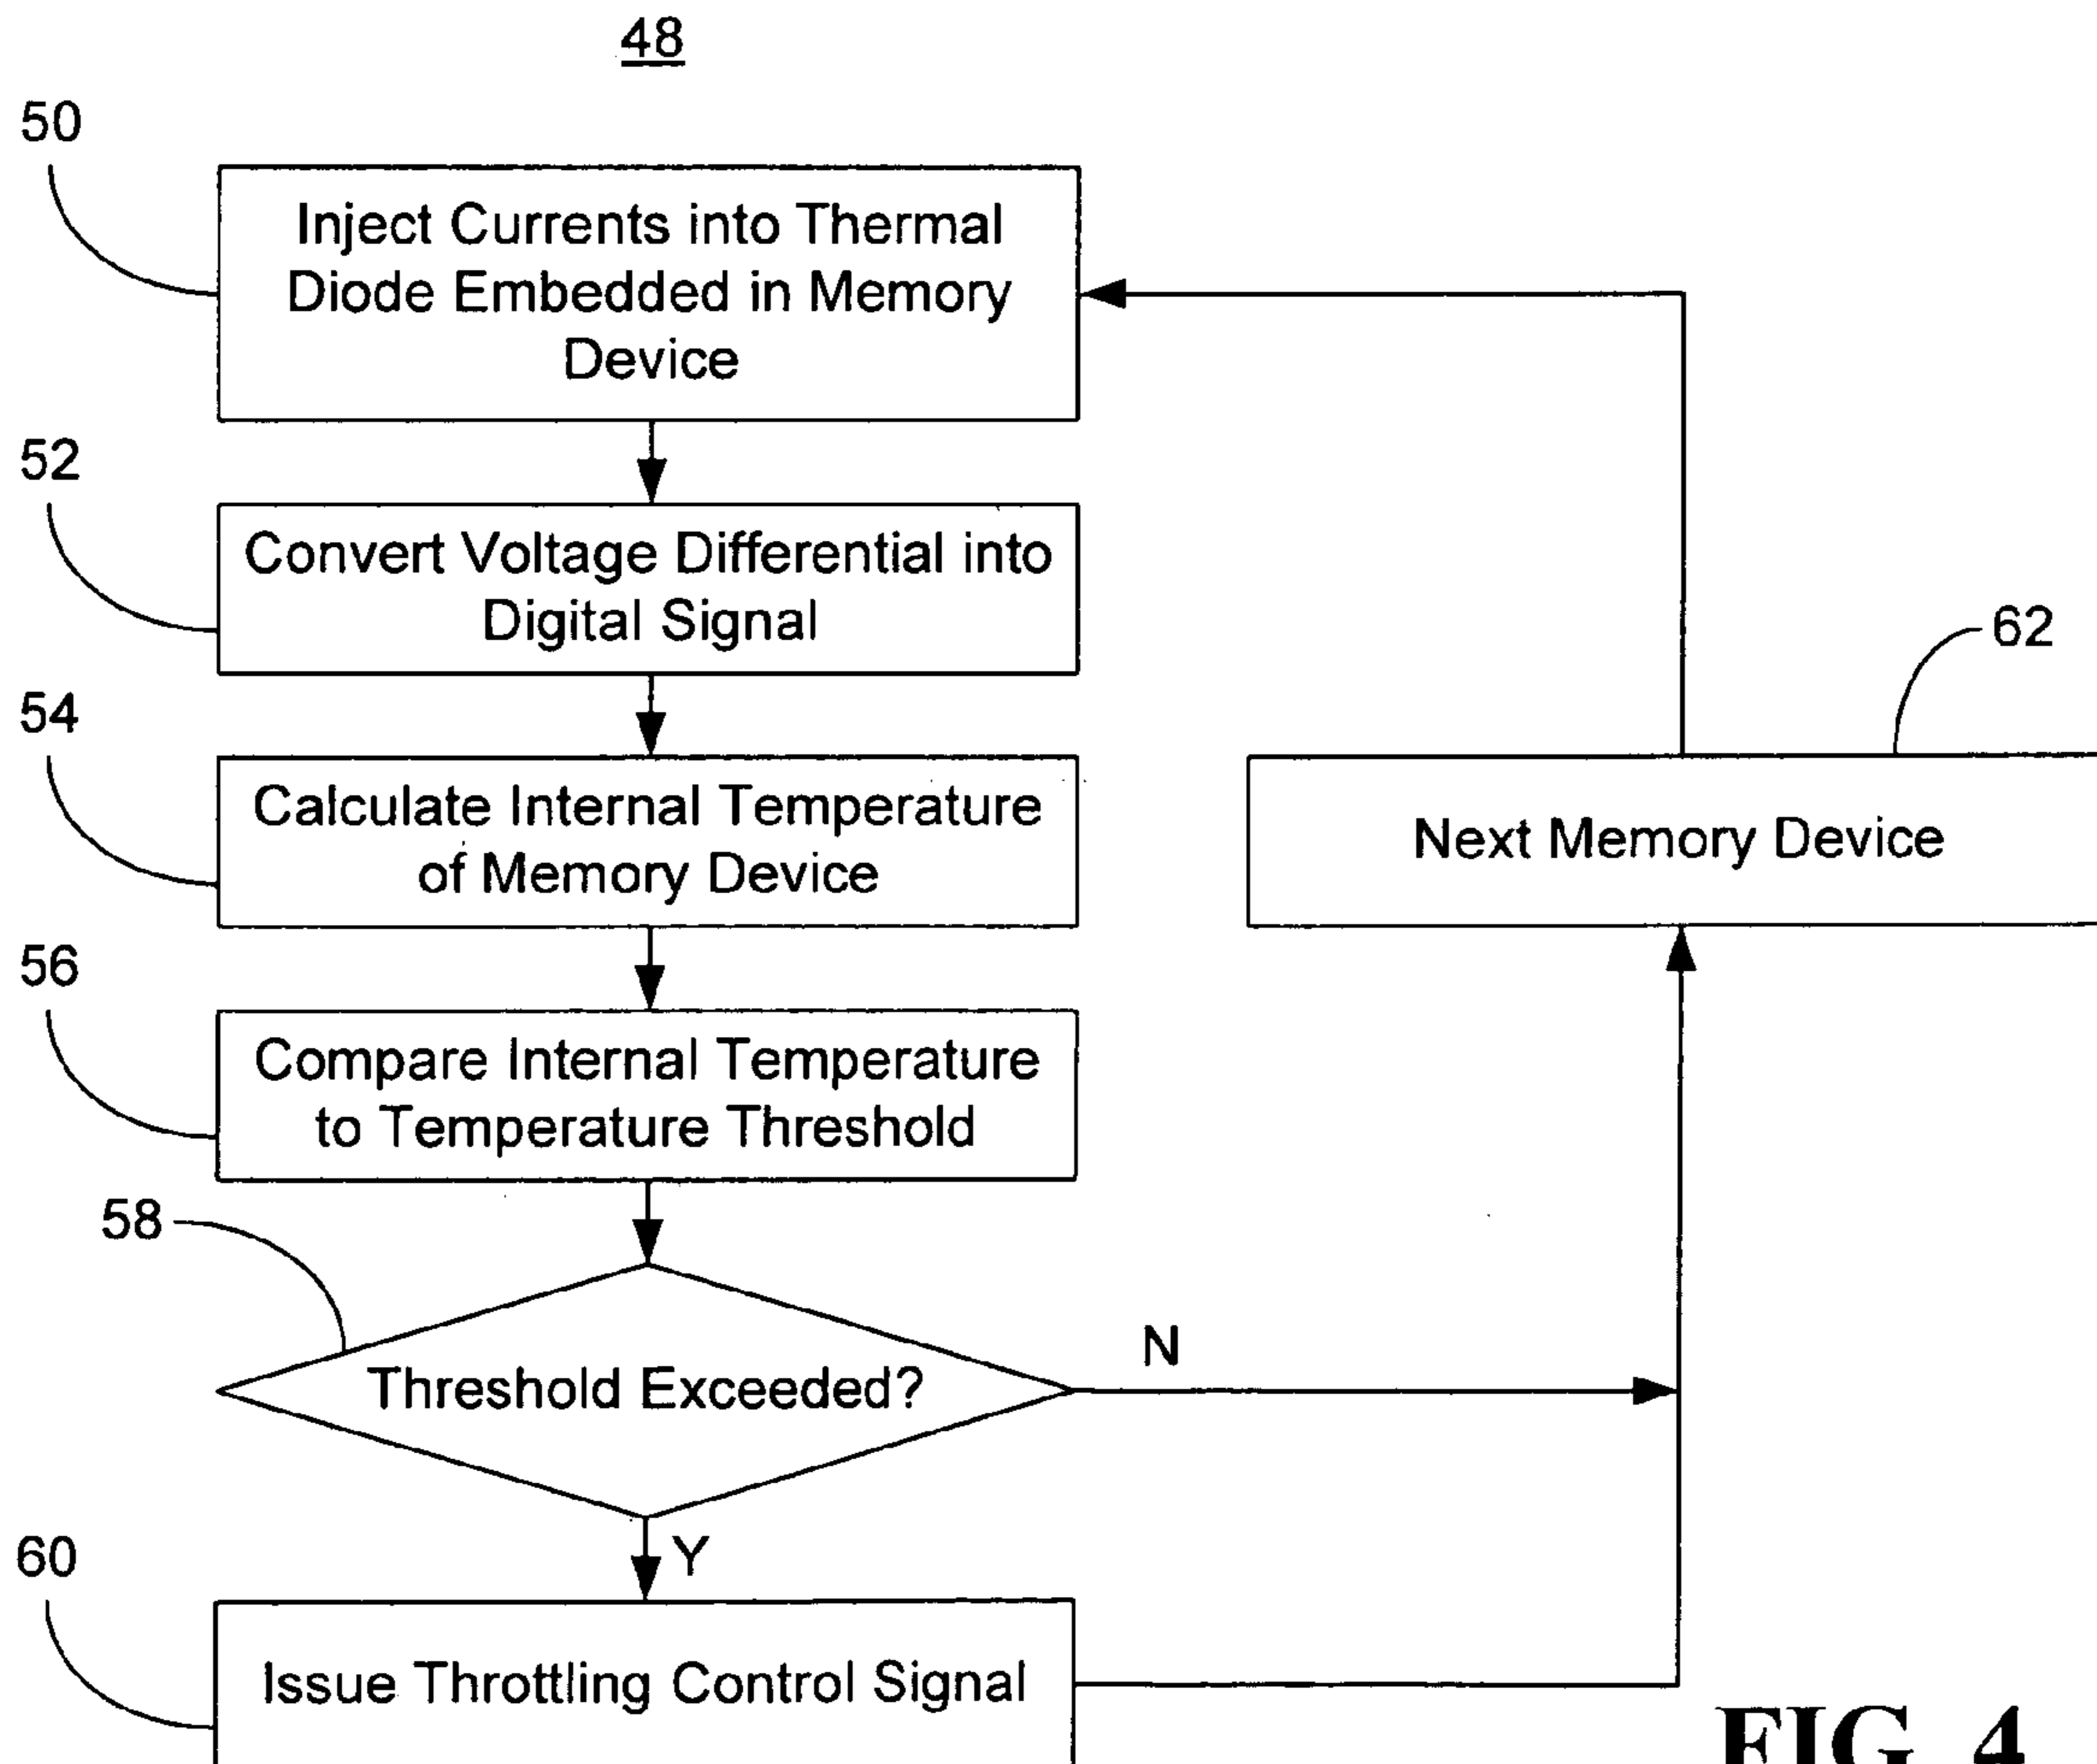 48
50
Inject Currents into Thermal
Diode Embedded in Memory
Device
52
Convert Voltage Differential into
Digital Signal
62
54
Calculate Internal Temperature
of Memory Device
Next Memory Device
56
Compare Internal Temperature
to Temperature Threshold
58
Threshold Exceeded?
N
Y
60
Issue Throttling Control Signal
FIG. 4